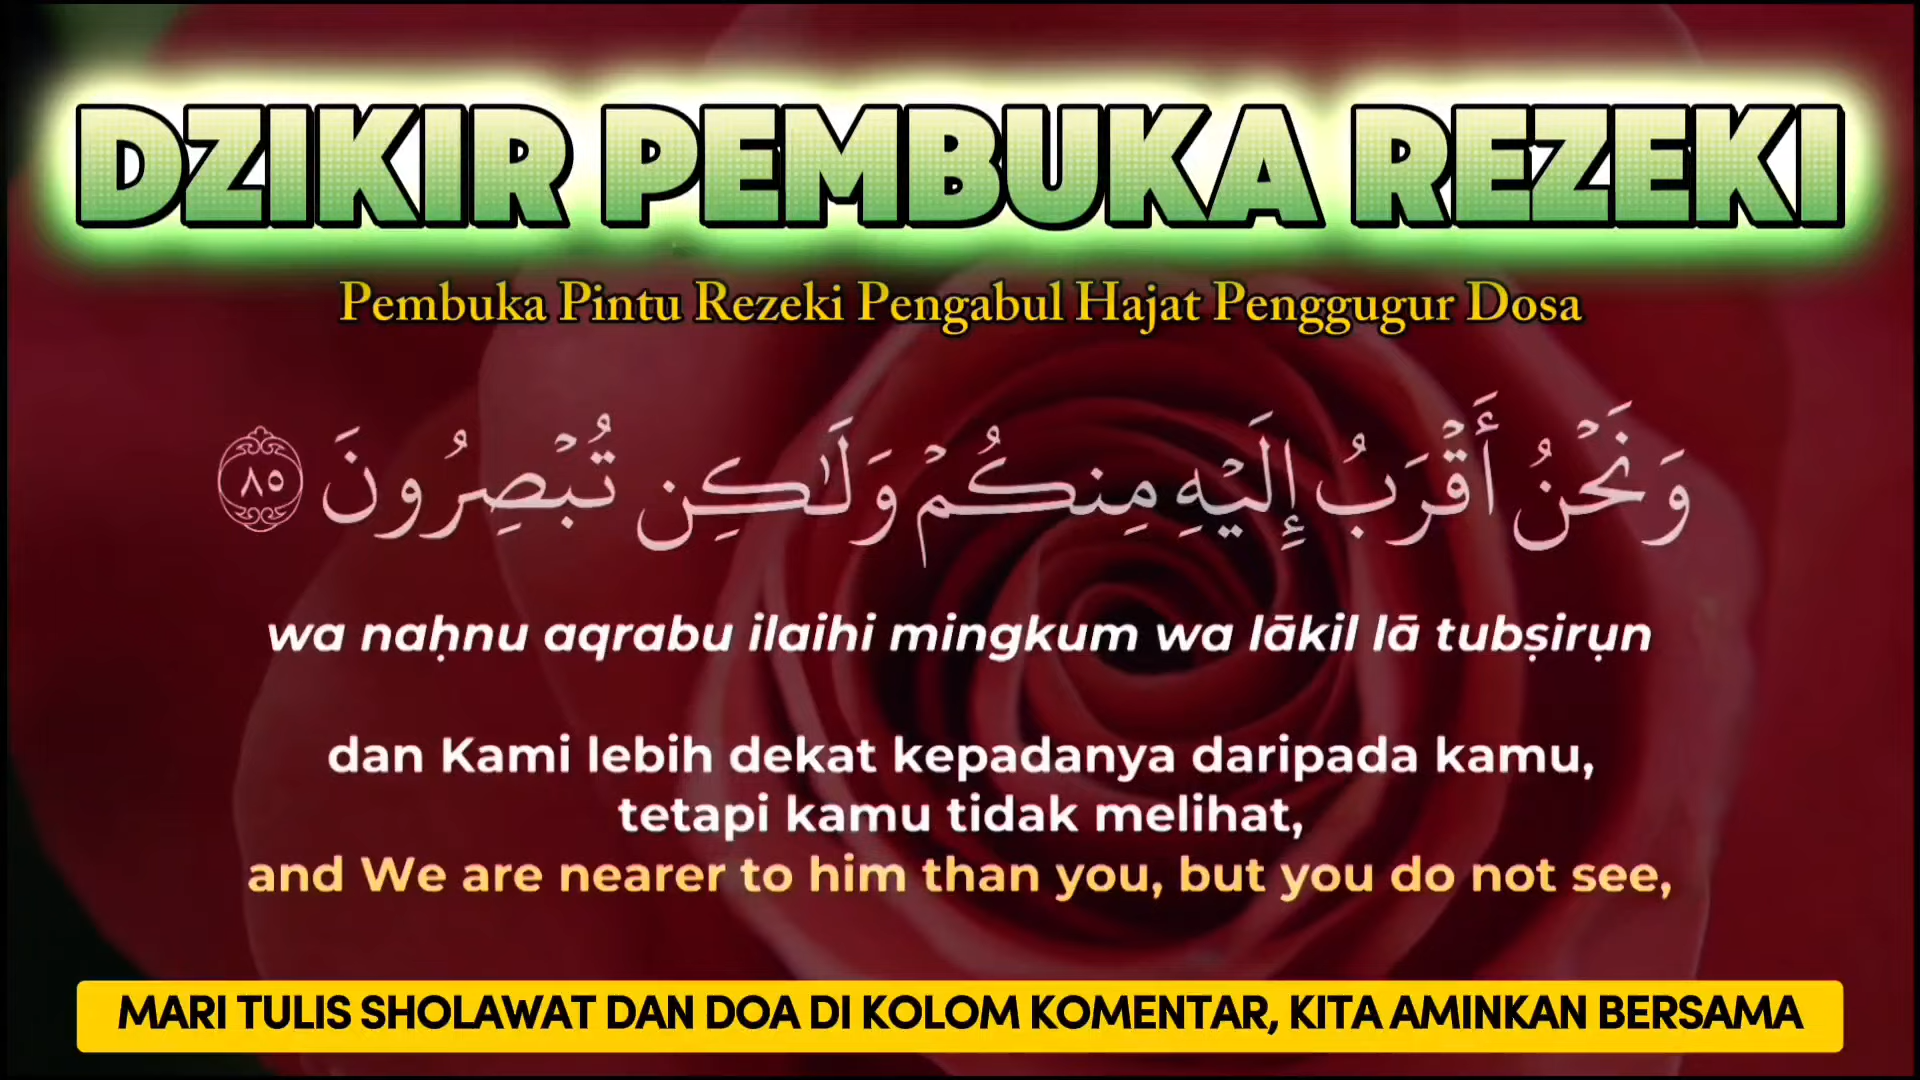 DZIKIR PEMBUKA REZEKI
Pembuka Pintu Rezeki Pengabul Hajat Penggugur Dosa
وَنَحْنُ أَقْرَبُ إِلَيْهِ مِنكُمْ وَلَـٰكِن تُبْصِرُونَ ٨٥
wa naḥnu aqrabu ilaihi mingkum wa lākil lā tubṣirụn
dan Kami lebih dekat kepadanya daripada kamu,
tetapi kamu tidak melihat,
and We are nearer to him than you, but you do not see,
MARI TULIS SHOLAWAT DAN DOA DI KOLOM KOMENTAR, KITA AMINKAN BERSAMA